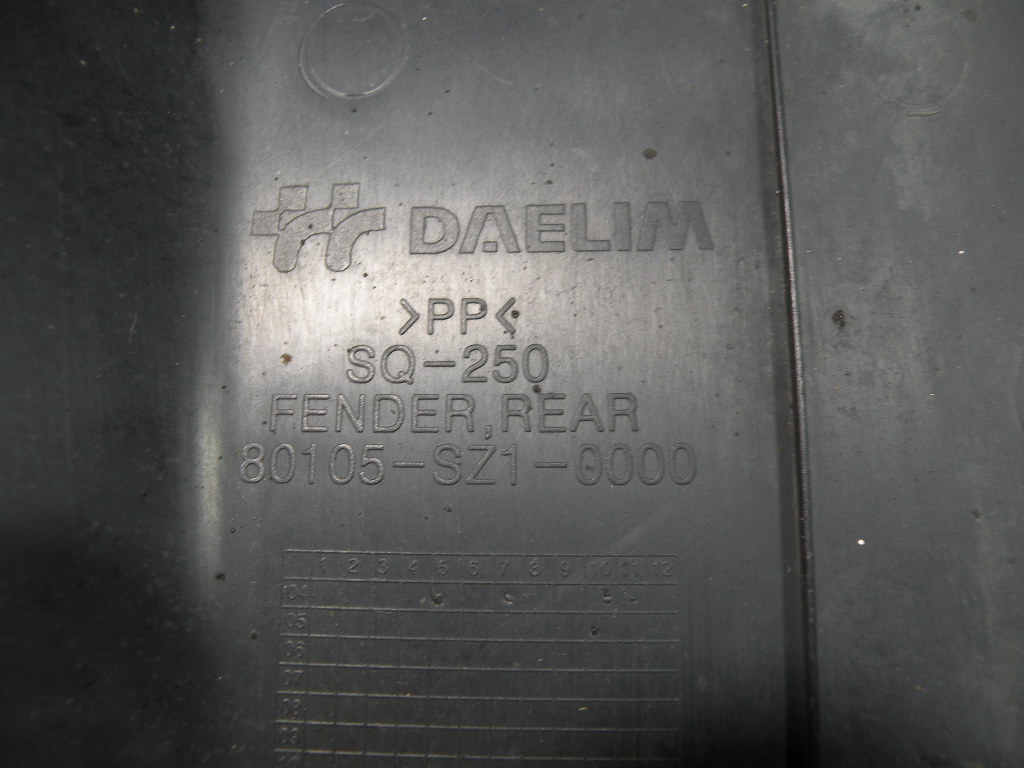 DAELIM
>PP<
SQ-250
FENDER, REAR
80105-SZ1-0000
1 2 3 4 5 6 7 8 9 10 11 12
04
05
06
07